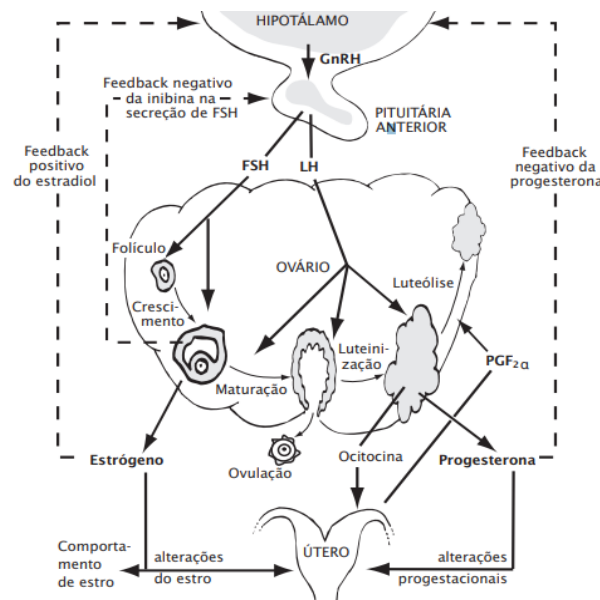 HIPOTÁLAMO
GnRH
Feedback negativo
da inibina na
secreção de FSH
PITUITÁRIA
ANTERIOR
Feedback
positivo
do estradiol
FSH
LH
Feedback
negativo da
progesterona
Folículo
OVÁRIO
Luteólise
Cresci-
mento
Luteini-
zação
PGF2α
Maturação
Estrógeno
Ovulação
Ocitocina
Progesterona
Comporta-
mento
de estro
alterações
do estro
ÚTERO
alterações
progestacionais